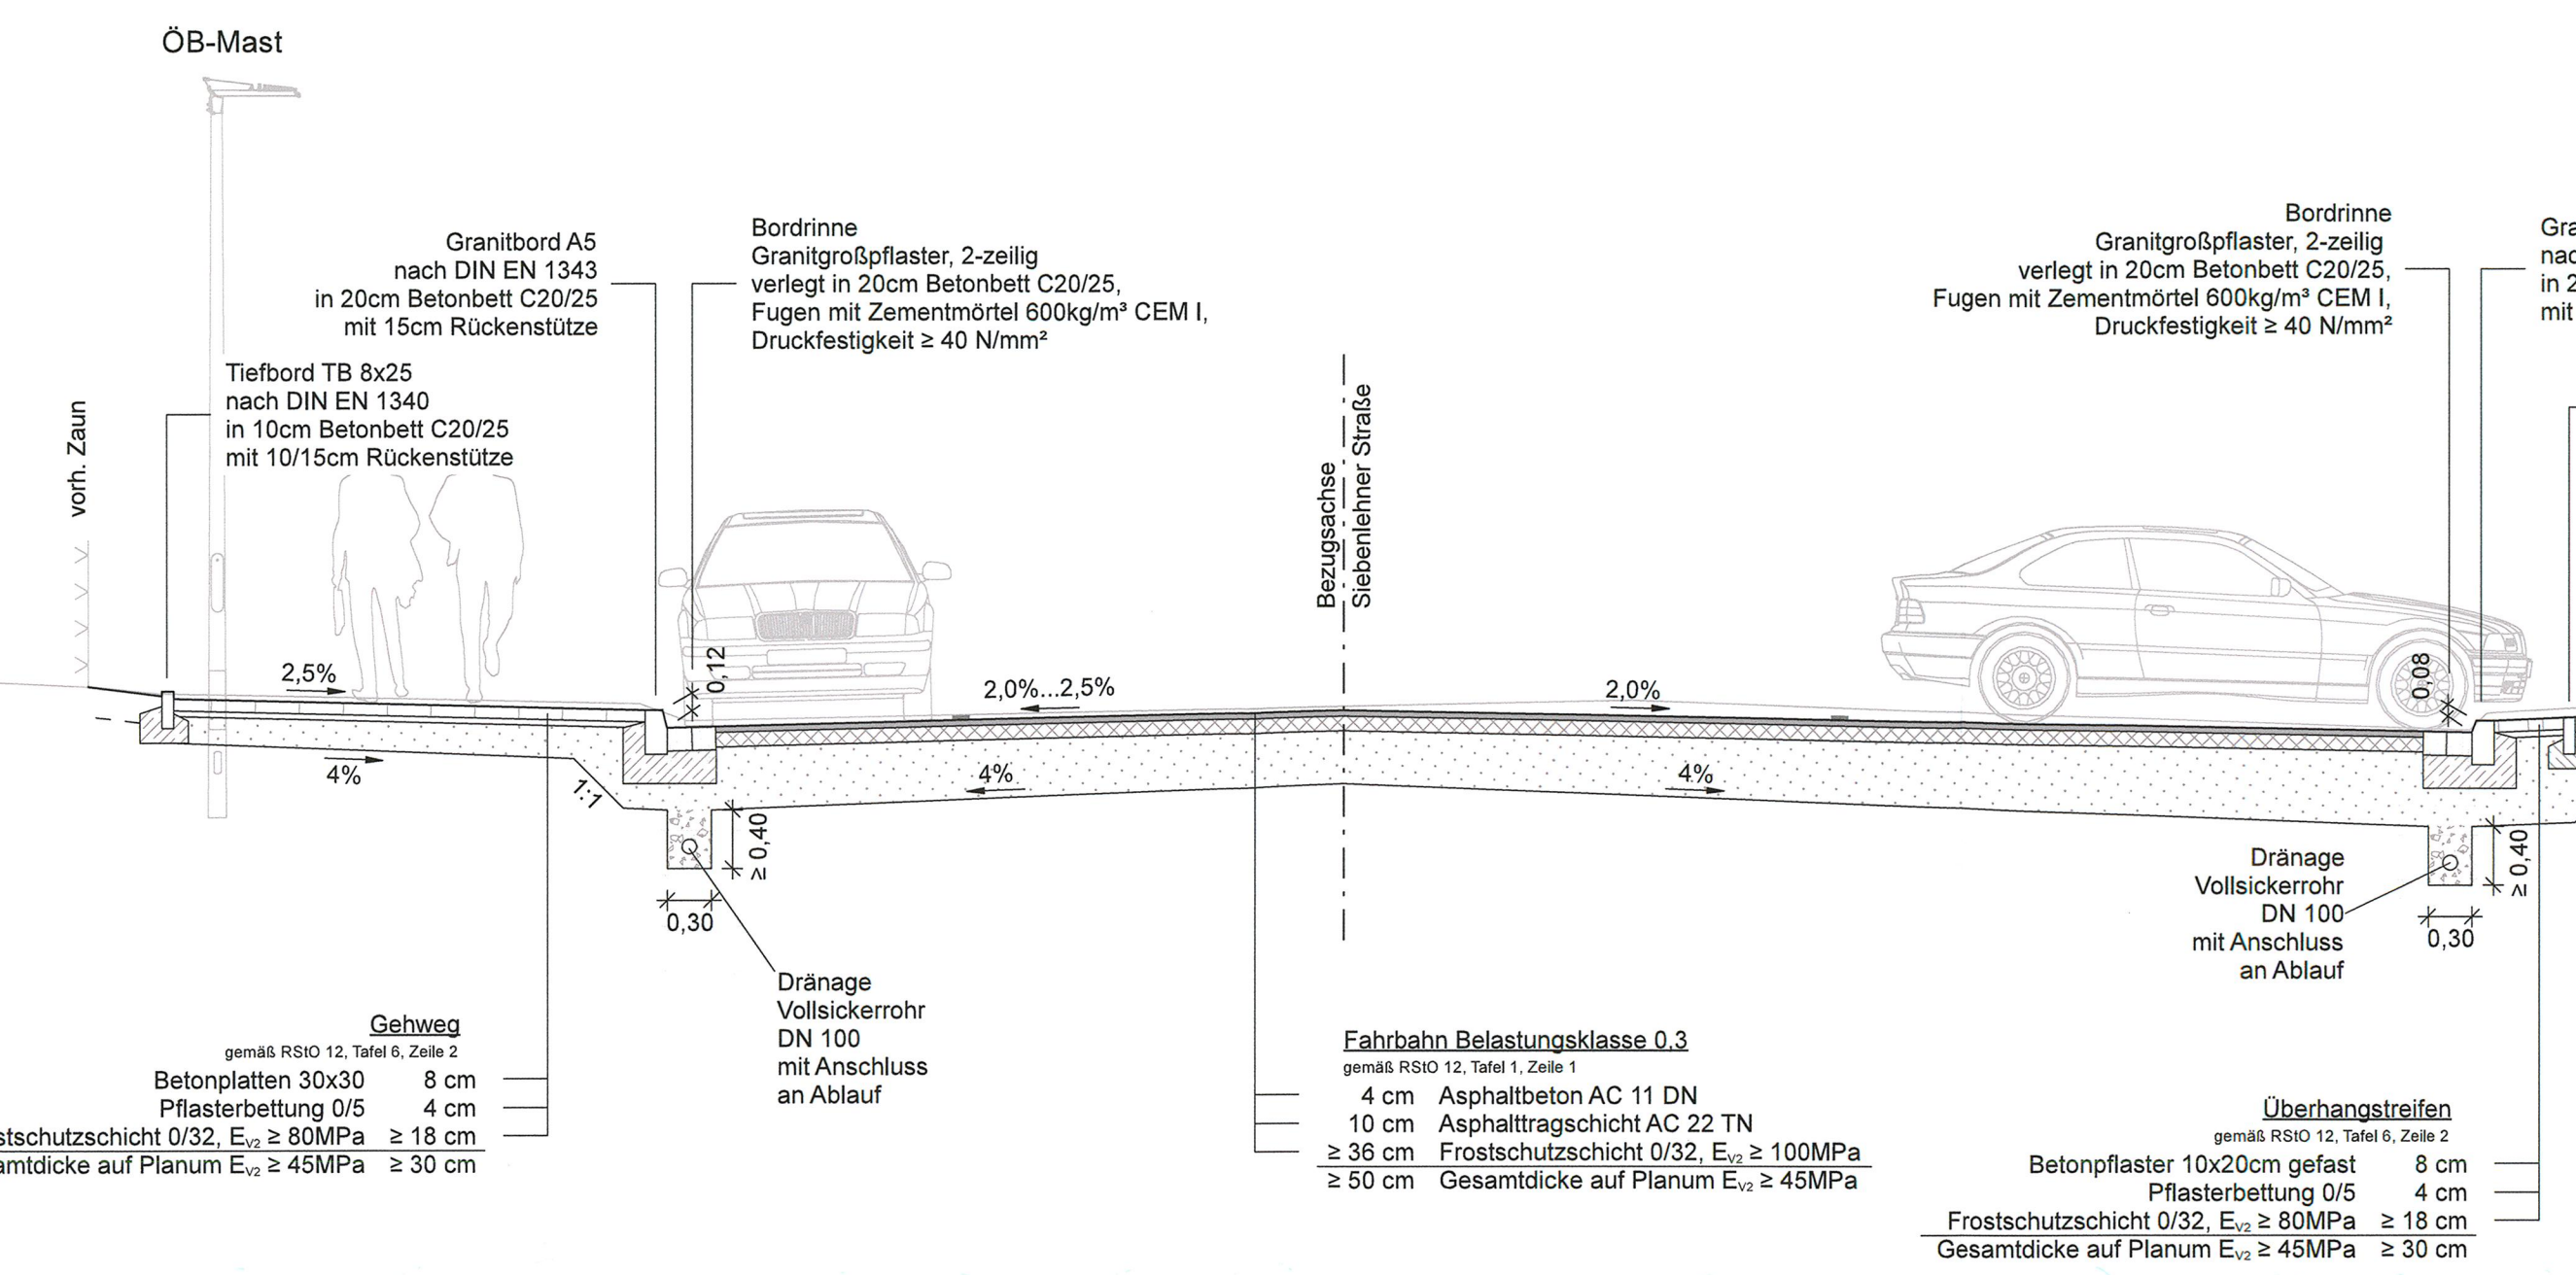 ÖB-Mast
Granitbord A5
nach DIN EN 1343
in 20cm Betonbett C20/25
mit 15cm Rückenstütze
Bordrinne
Granitgroßpflaster, 2-zeilig
verlegt in 20cm Betonbett C20/25,
Fugen mit Zementmörtel 600kg/m³ CEM I,
Druckfestigkeit ≥ 40 N/mm²
Bordrinne
Granitgroßpflaster, 2-zeilig
verlegt in 20cm Betonbett C20/25,
Fugen mit Zementmörtel 600kg/m³ CEM I,
Druckfestigkeit ≥ 40 N/mm²
Gra
nac
in 2
mit
Tiefbord TB 8x25
nach DIN EN 1340
in 10cm Betonbett C20/25
mit 10/15cm Rückenstütze
vorh. Zaun
Bezugsachse
Siebenlehner Straße
2,5%
0,12
2,0%...2,5%
2,0%
0,08
4%
1:1
4%
4%
≥ 0,40
0,30
≥ 0,40
0,30
Dränage
Vollsickerrohr
DN 100
mit Anschluss
an Ablauf
Dränage
Vollsickerrohr
DN 100
mit Anschluss
an Ablauf
Gehweg
gemäß RStO 12, Tafel 6, Zeile 2
Betonplatten 30x30 8 cm
Pflasterbettung 0/5 4 cm
stschutzschicht 0/32, Ev2 ≥ 80MPa ≥ 18 cm
amtdicke auf Planum Ev2 ≥ 45MPa ≥ 30 cm
Fahrbahn Belastungsklasse 0,3
gemäß RStO 12, Tafel 1, Zeile 1
4 cm Asphaltbeton AC 11 DN
10 cm Asphalttragschicht AC 22 TN
≥ 36 cm Frostschutzschicht 0/32, Ev2 ≥ 100MPa
≥ 50 cm Gesamtdicke auf Planum Ev2 ≥ 45MPa
Überhangstreifen
gemäß RStO 12, Tafel 6, Zeile 2
Betonpflaster 10x20cm gefast 8 cm
Pflasterbettung 0/5 4 cm
Frostschutzschicht 0/32, Ev2 ≥ 80MPa ≥ 18 cm
Gesamtdicke auf Planum Ev2 ≥ 45MPa ≥ 30 cm